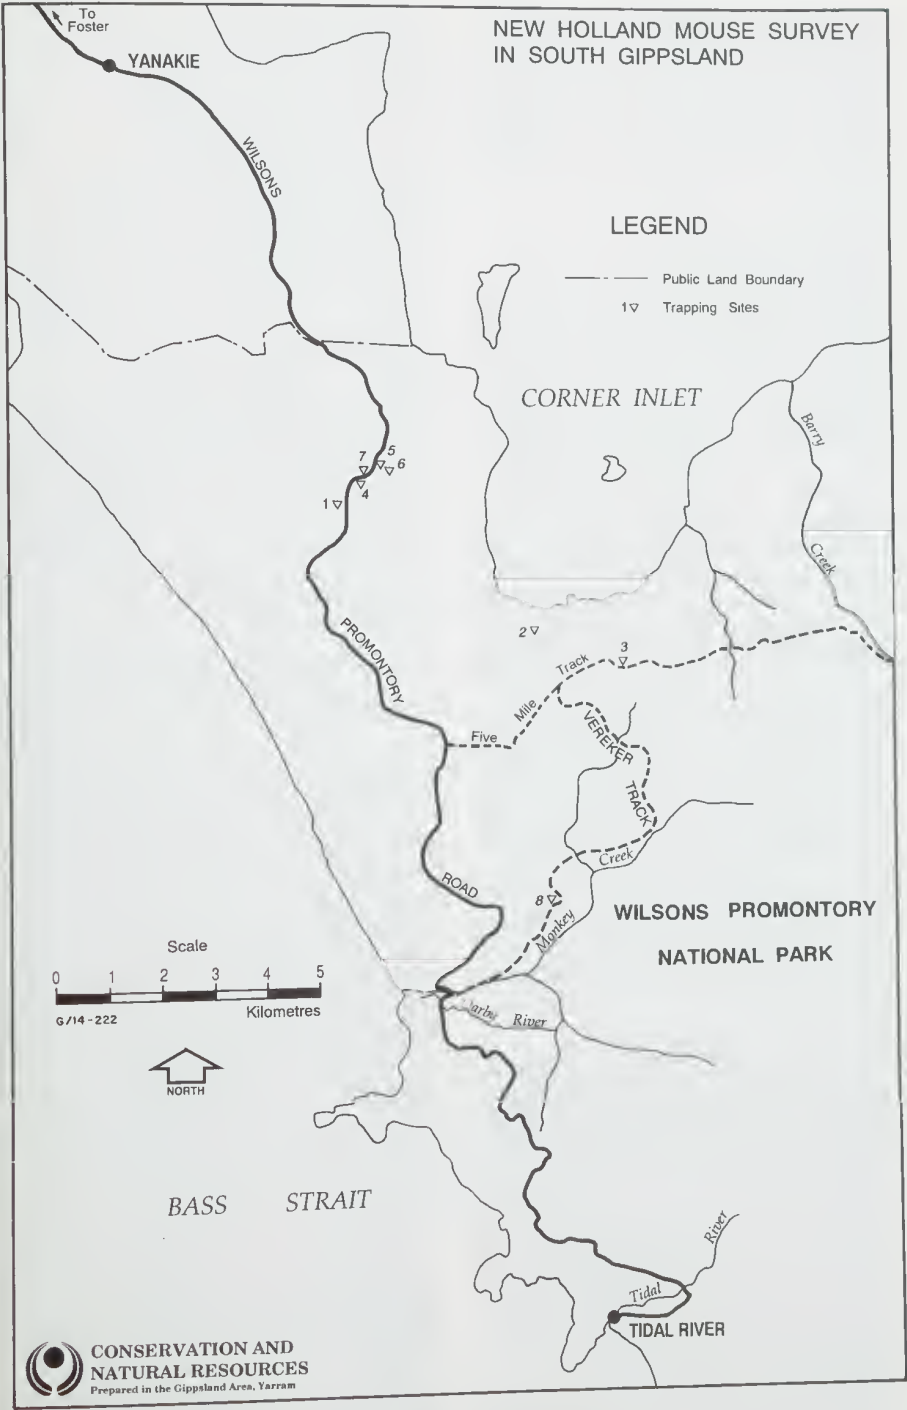 To
Foster
YANAKIE
NEW HOLLAND MOUSE SURVEY
IN SOUTH GIPPSLAND
WILSONS
LEGEND
Public Land Boundary
1 Trapping Sites
CORNER INLET
Barry
Creek
7
5
6
4
1
2
3
PROMONTORY
Track
Mile
Five
VEREKER
TRACK
Creek
ROAD
8
Monkey
WILSONS PROMONTORY
NATIONAL PARK
Scale
0 1 2 3 4 5
Kilometres
G/14-222
River
NORTH
BASS STRAIT
River
Tidal
TIDAL RIVER
CONSERVATION AND
NATURAL RESOURCES
Prepared in the Gippsland Area, Yarram